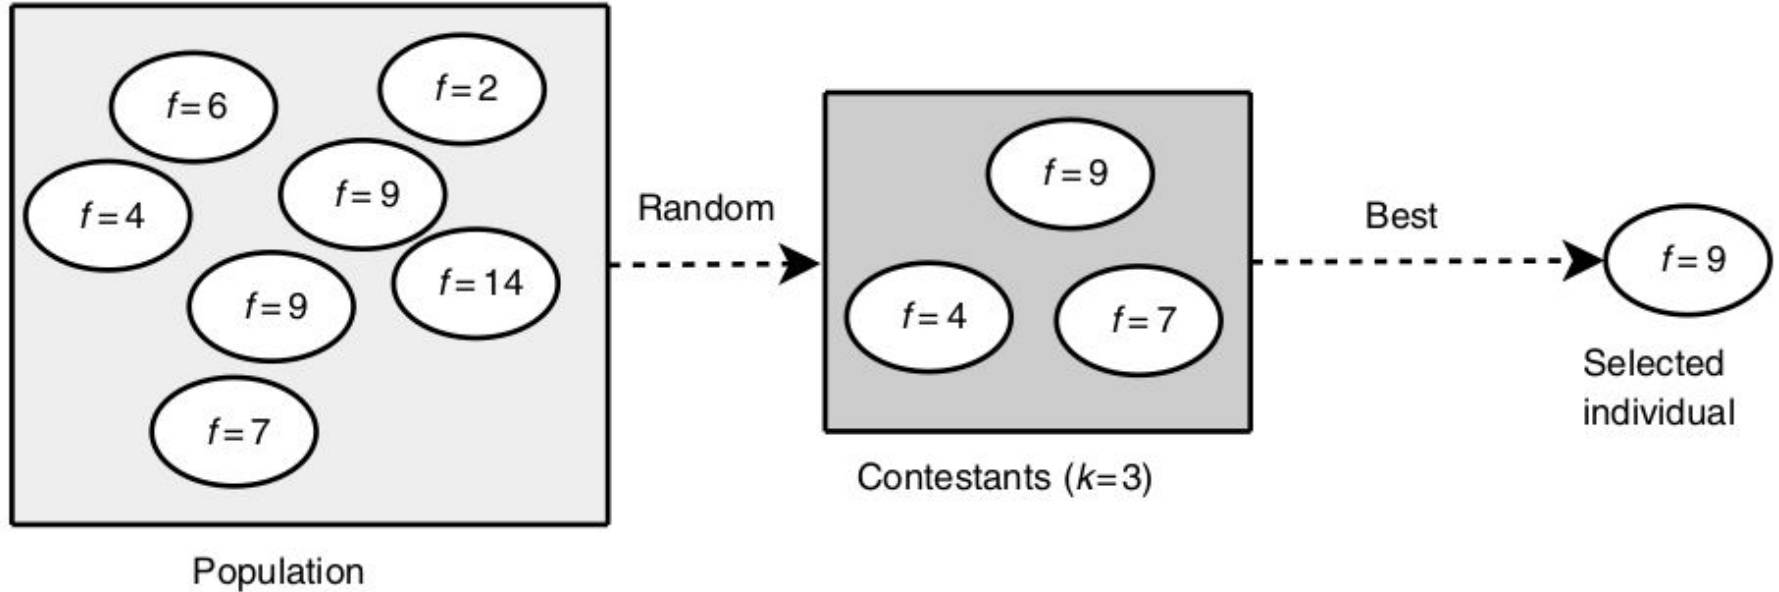 f=6
f=2
f=4
f=9
f=14
f=9
f=7
Population
Random
f=9
f=4
f=7
Contestants (k=3)
Best
f=9
Selected
individual